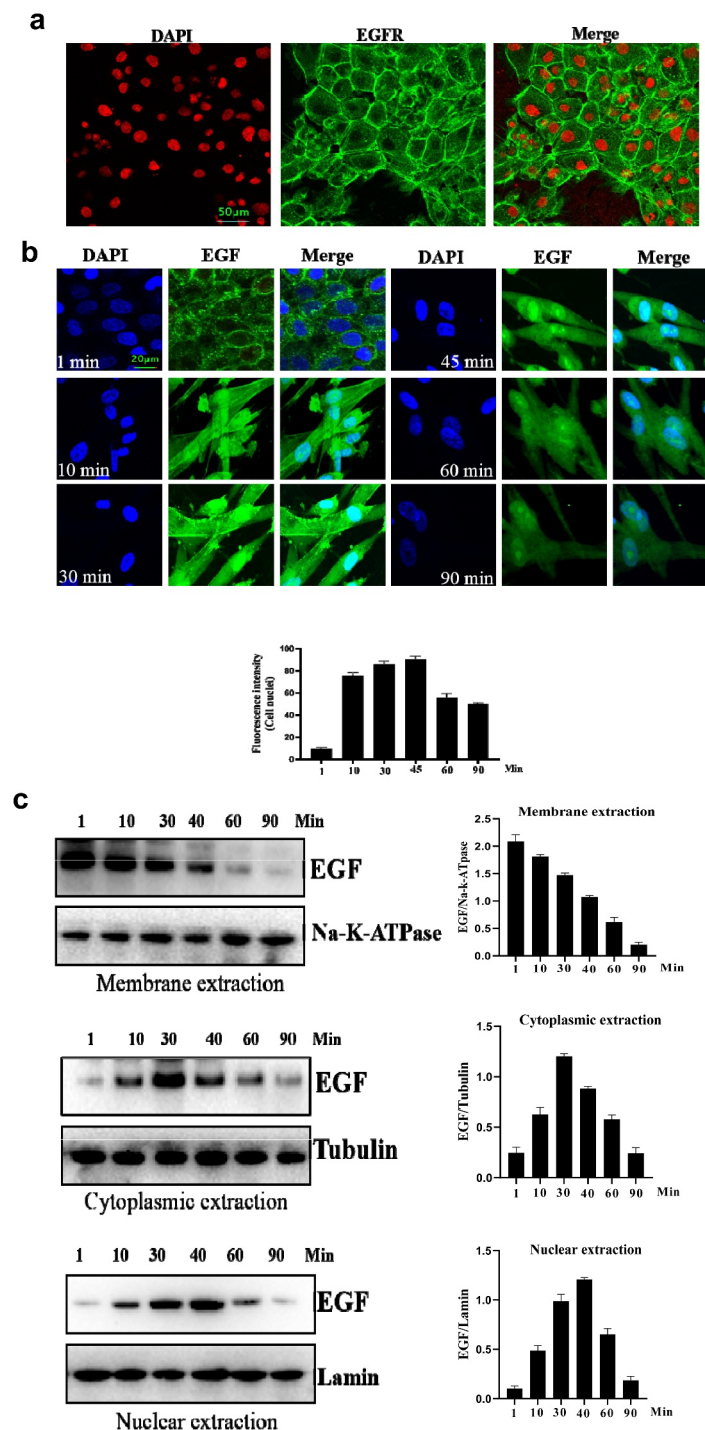 a
DAPI EGFR Merge
50μm
b
DAPI EGF Merge DAPI EGF Merge
1 min 20μm 45 min
10 min 60 min
30 min 90 min
Fluorescence intensity
(Cell nuclei)
100
80
60
40
20
0
1 10 30 45 60 90 Min
c
1 10 30 40 60 90 Min
EGF
Na-K-ATPase
Membrane extraction
Membrane extraction
EGF/Na-k-ATpase
2.5
2.0
1.5
1.0
0.5
0.0
1 10 30 40 60 90 Min
1 10 30 40 60 90 Min
EGF
Tubulin
Cytoplasmic extraction
Cytoplasmic extraction
EGF/Tubulin
1.5
1.0
0.5
0.0
1 10 30 40 60 90 Min
1 10 30 40 60 90 Min
EGF
Lamin
Nuclear extraction
Nuclear extraction
EGF/Lamin
1.5
1.0
0.5
0.0
1 10 30 40 60 90 Min